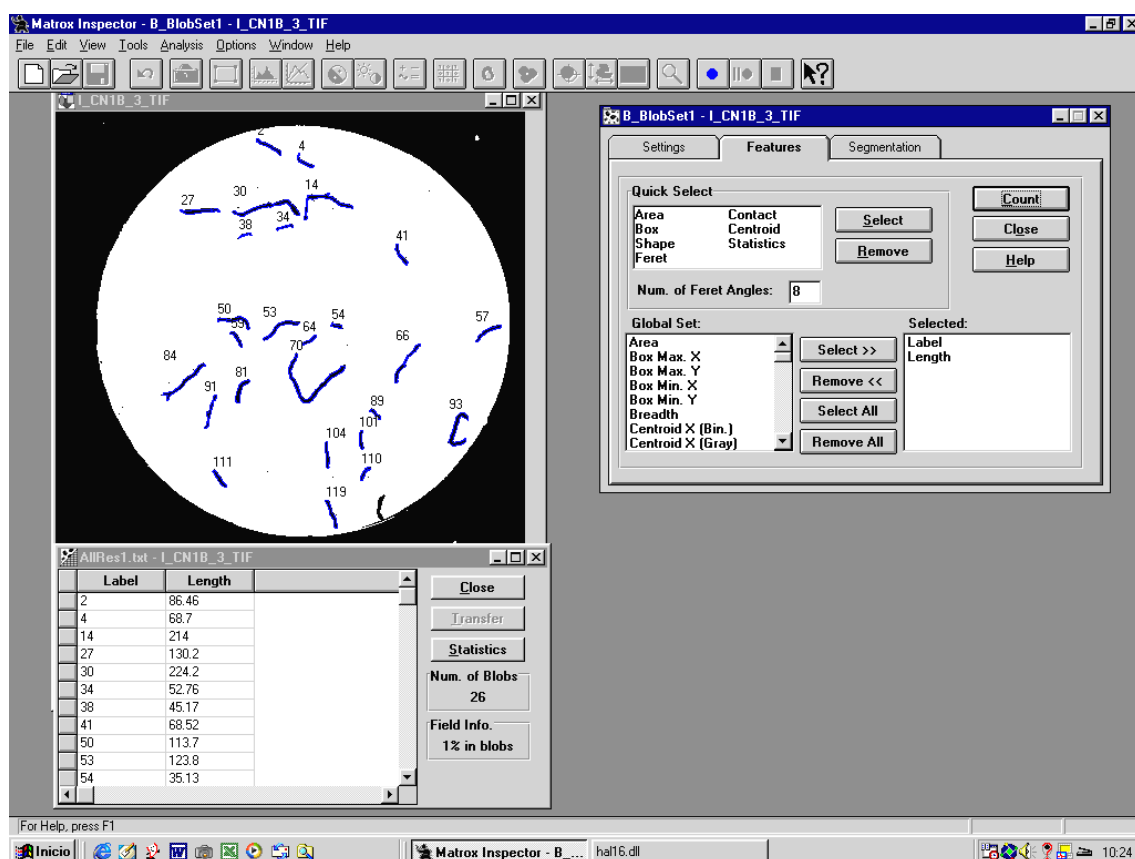 Matrox Inspector - B_BlobSet1 - I_CN1B_3_TIF
File Edit View Tools Analysis Options Window Help
I_CN1B_3_TIF
2
4
27
30
14
38
34
41
50
59
53
64
54
57
70
66
84
91
81
89
93
101
104
110
111
119
B_BlobSet1 - I_CN1B_3_TIF
Settings Features Segmentation
Quick Select
Area Contact
Box Centroid
Shape Statistics
Feret
Select
Remove
Num. of Feret Angles: 8
Count
Close
Help
Global Set:
Area
Box Max. X
Box Max. Y
Box Min. X
Box Min. Y
Breadth
Centroid X (Bin.)
Centroid X (Gray)
Select >>
Remove <<
Select All
Remove All
Selected:
Label
Length
AllRes1.txt - I_CN1B_3_TIF
Label Length
2 86.46
4 68.7
14 214
27 130.2
30 224.2
34 52.76
38 45.17
41 68.52
50 113.7
53 123.8
54 35.13
Close
Transfer
Statistics
Num. of Blobs
26
Field Info.
1% in blobs
For Help, press F1
Inicio
Matrox Inspector - B_...
hal16.dll
10:24